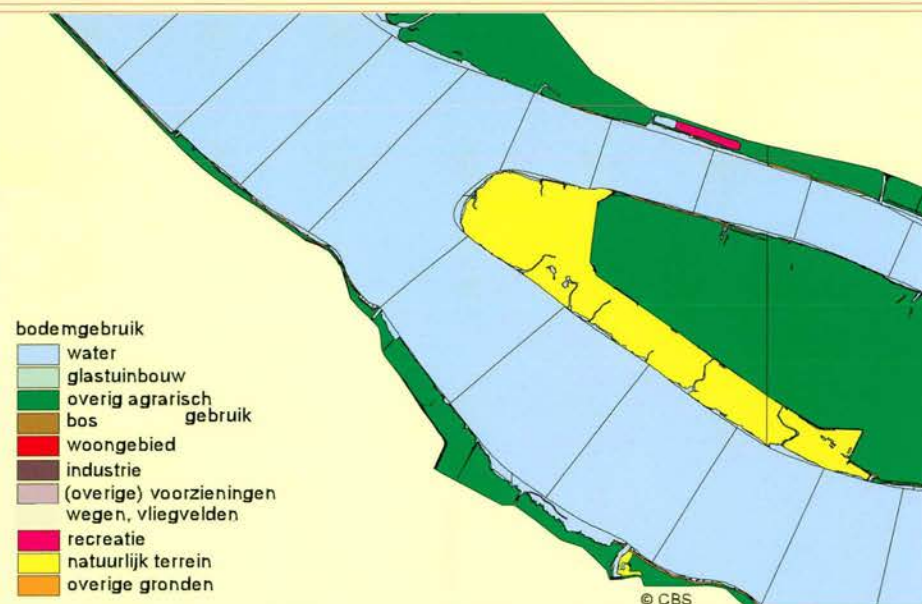 bodemgebruik
water
glastuinbouw
overig agrarisch
bos gebruik
woongebied
industrie
(overige) voorzieningen
wegen, vliegvelden
recreatie
natuurlijk terrein
overige gronden
© CBS